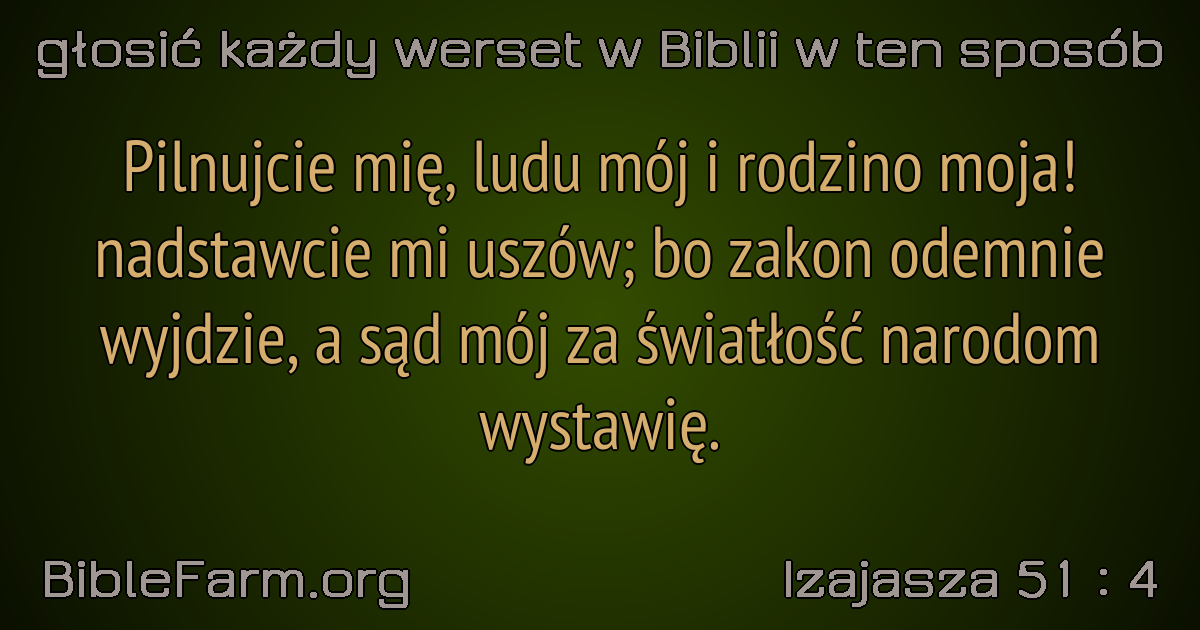 głosić każdy werset w Biblii w ten sposób
Pilnujcie mię, ludu mój i rodzino moja!
nadstawcie mi uszów; bo zakon odemnie
wyjdzie, a sąd mój za światłość narodom
wystawię.
BibleFarm.org
Izajasza 51 : 4